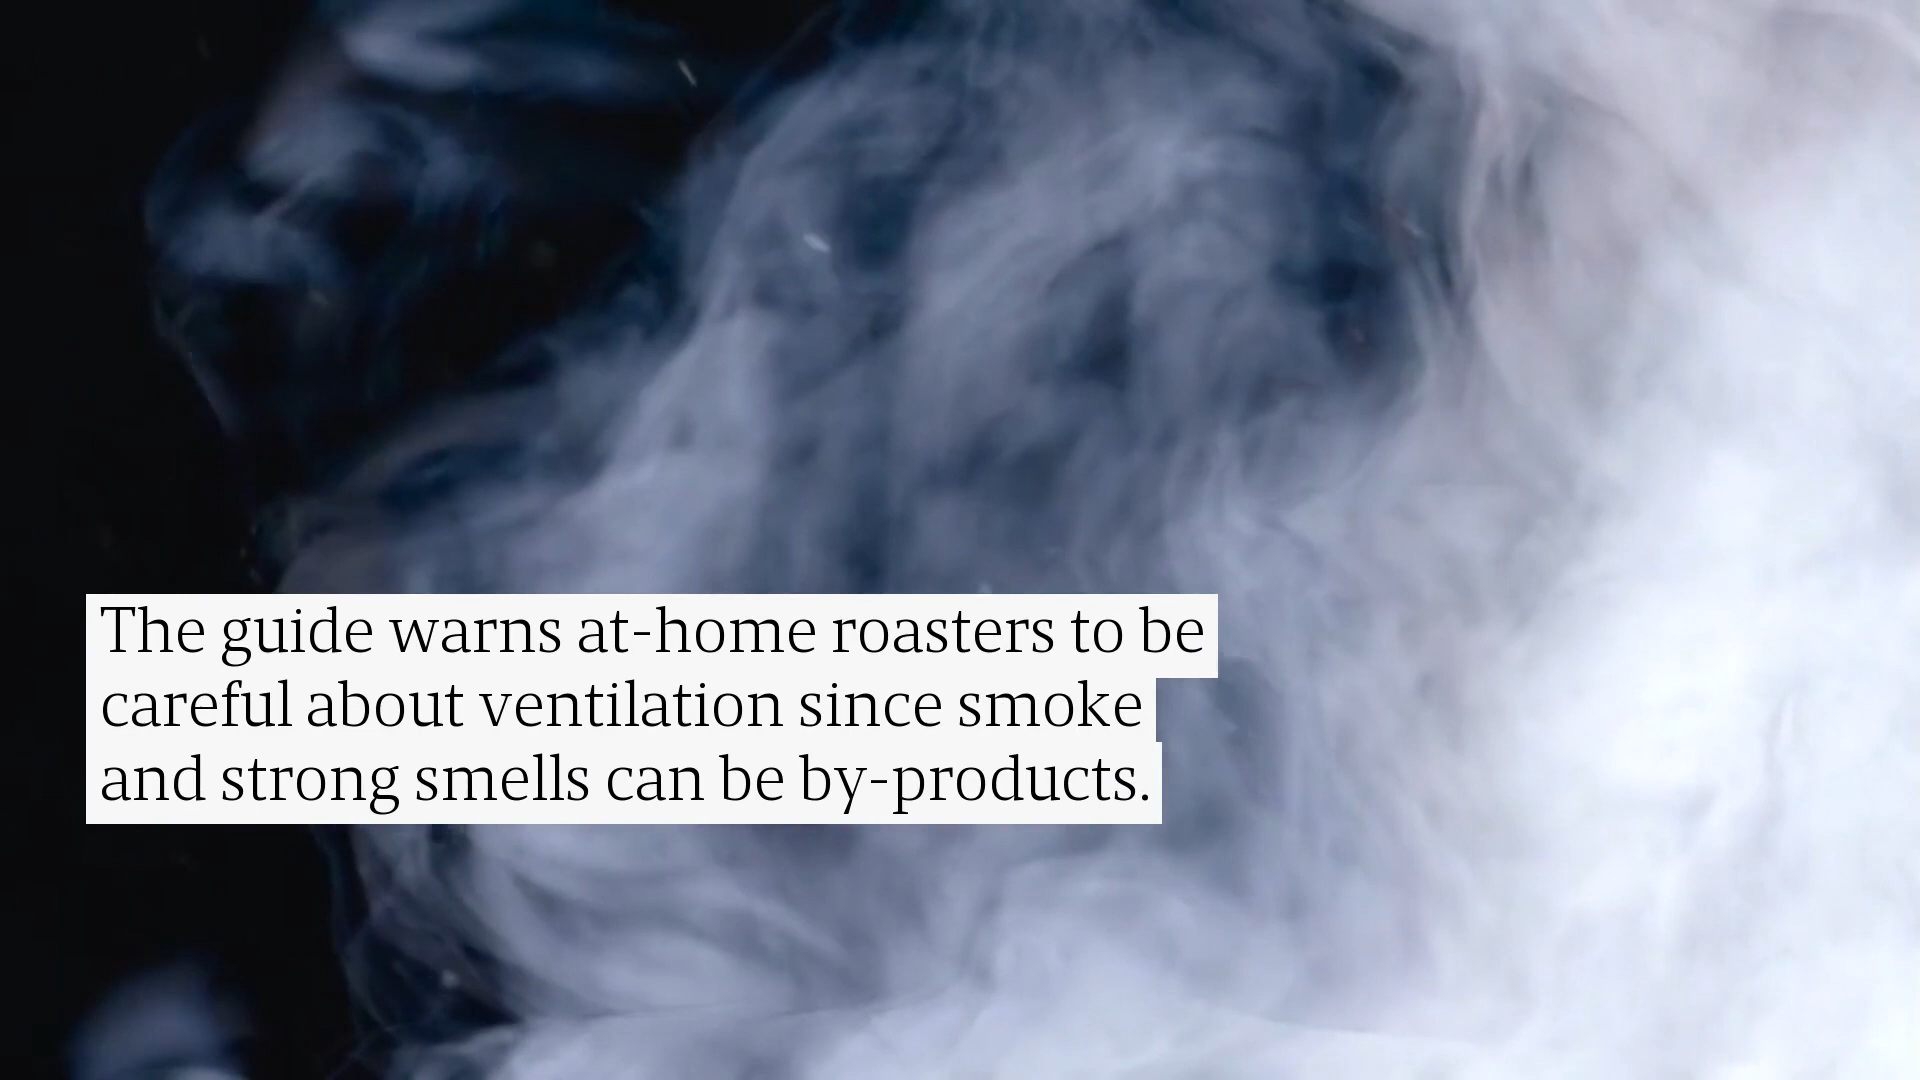 The guide warns at-home roasters to be
careful about ventilation since smoke
and strong smells can be by-products.